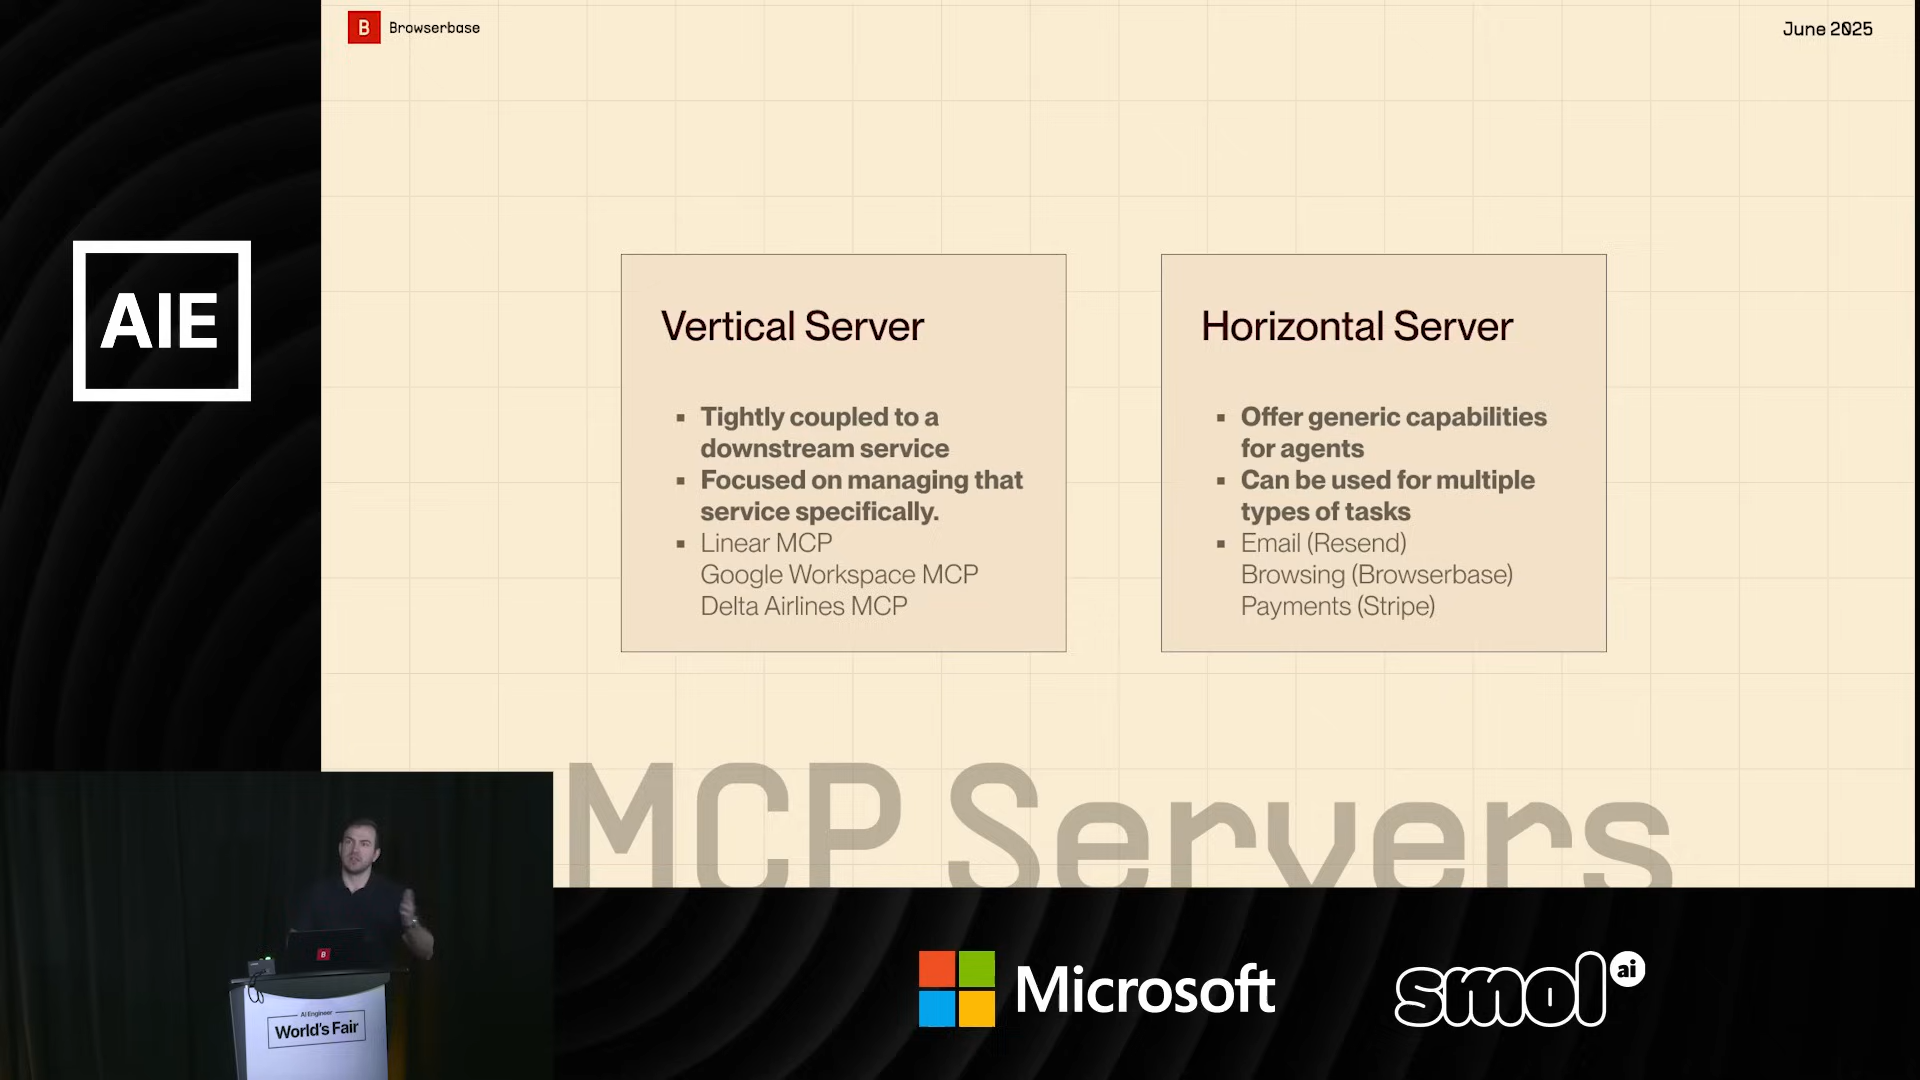 B Browserbase
June 2025
AIE
Vertical Server
▪ Tightly coupled to a
downstream service
▪ Focused on managing that
service specifically.
▪ Linear MCP
Google Workspace MCP
Delta Airlines MCP
Horizontal Server
▪ Offer generic capabilities
for agents
▪ Can be used for multiple
types of tasks
▪ Email (Resend)
Browsing (Browserbase)
Payments (Stripe)
MCP Servers
B
AI Engineer
World's Fair
Microsoft
smol ai